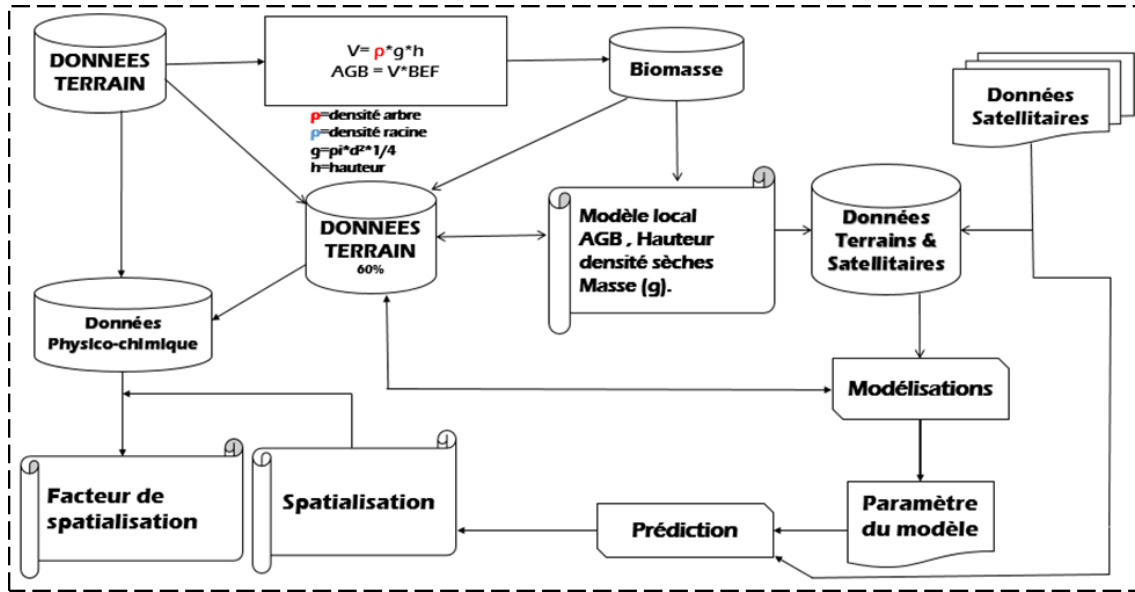 DONNEES
TERRAIN
V= ρ*g*h
AGB = V*BEF
Biomasse
Données
Satellitaires
ρ=densité arbre
ρ=densité racine
g=pi*d²*1/4
h=hauteur
DONNEES
TERRAIN
60%
Modèle local
AGB , Hauteur
densité sèches
Masse (g).
Données
Terrains &
Satellitaires
Données
Physico-chimique
Modélisations
Facteur de
spatialisation
Spatialisation
Prédiction
Paramètre
du modèle